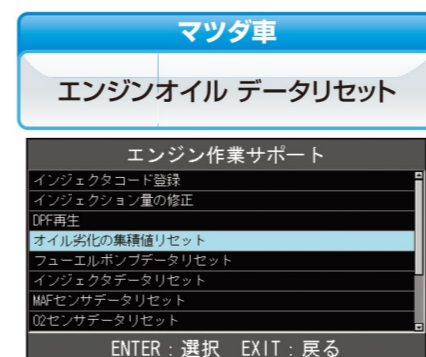 マツダ車
エンジンオイル データリセット
エンジン作業サポート
インジェクタコード登録
インジェクション量の修正
DPF再生
オイル劣化の集積値リセット
フューエルポンプデータリセット
インジェクタデータリセット
MAFセンサデータリセット
O2センサデータリセット
ENTER：選択 EXIT：戻る